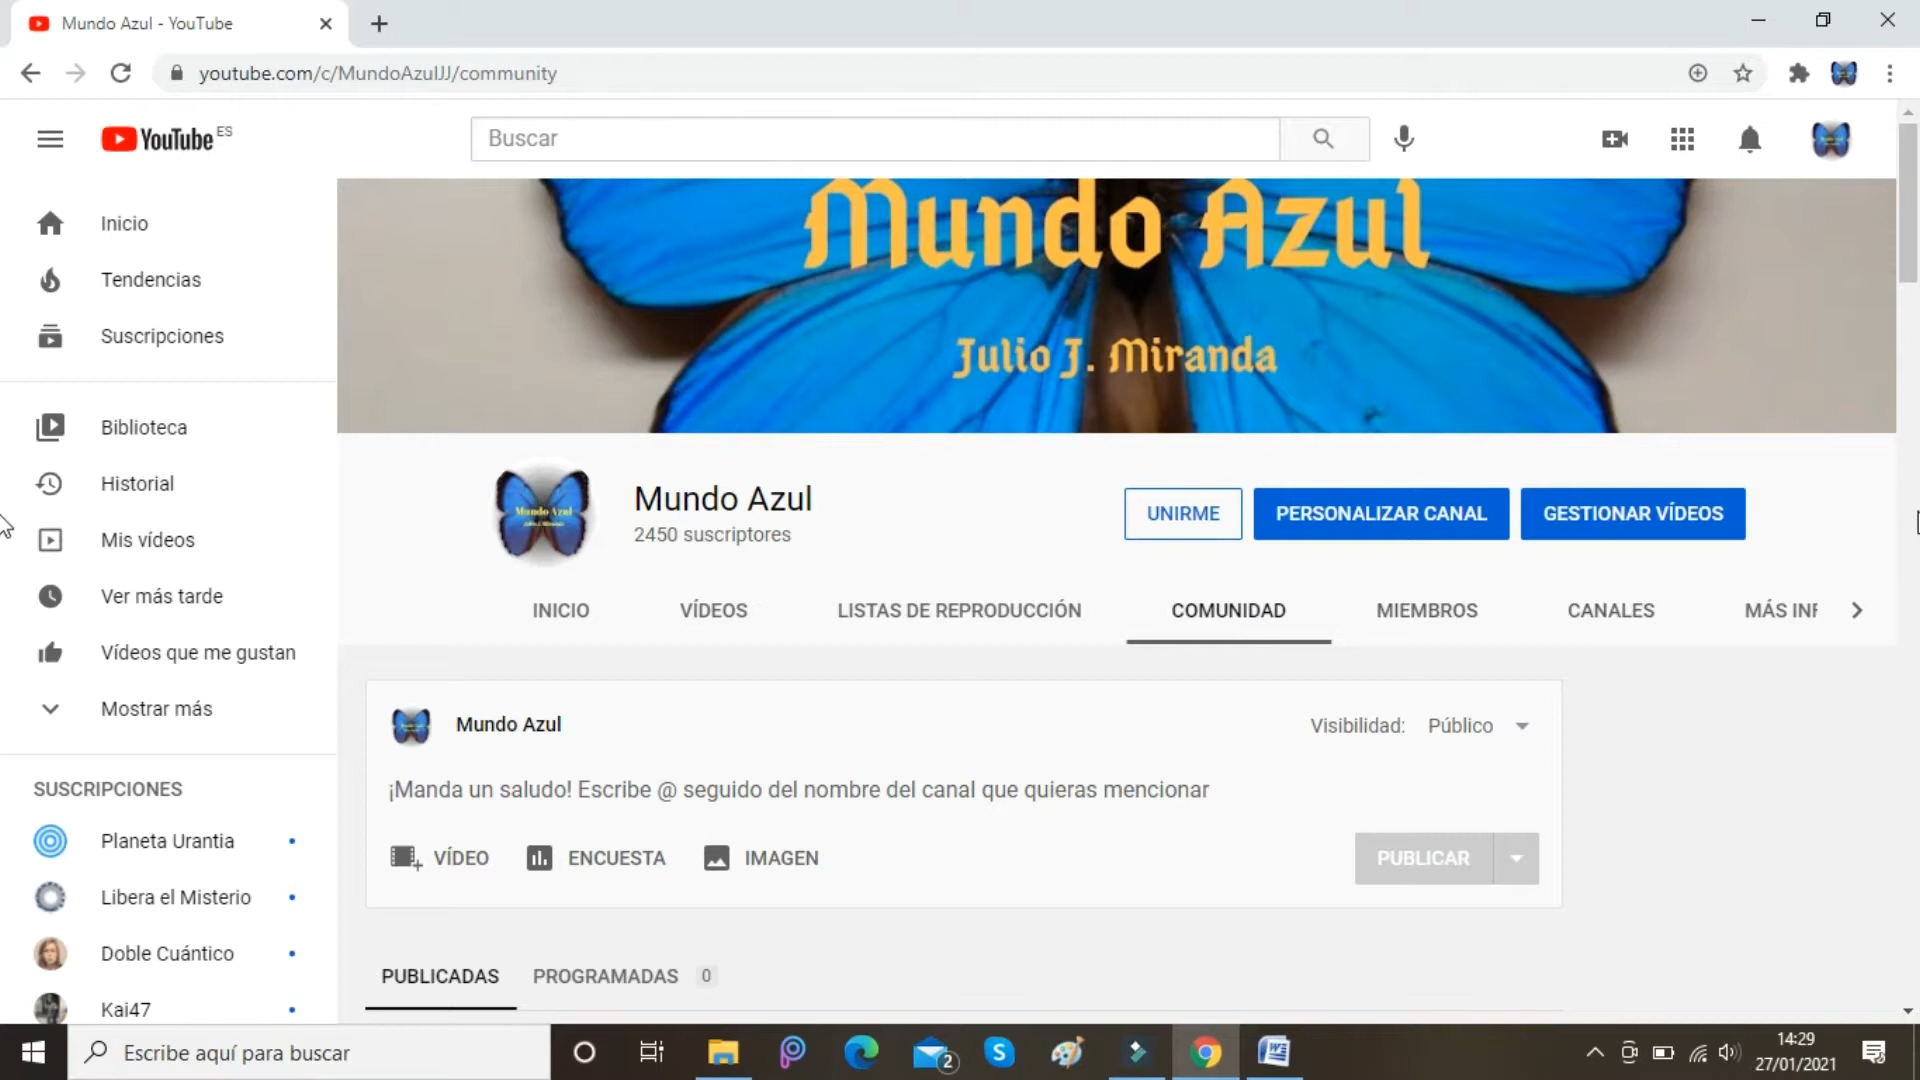 Mundo Azul - YouTube
youtube.com/c/MundoAzulJJ/community
YouTube ES
Buscar
Inicio
Tendencias
Suscripciones
Biblioteca
Historial
Mis vídeos
Ver más tarde
Vídeos que me gustan
Mostrar más
SUSCRIPCIONES
Planeta Urantia
Libera el Misterio
Doble Cuántico
Kai47
Mundo Azul
Julio J. Miranda
Mundo Azul
Mundo Azul
2450 suscriptores
UNIRME
PERSONALIZAR CANAL
GESTIONAR VÍDEOS
INICIO VÍDEOS LISTAS DE REPRODUCCIÓN COMUNIDAD MIEMBROS CANALES MÁS INF
Mundo Azul
Visibilidad: Público
¡Manda un saludo! Escribe @ seguido del nombre del canal que quieras mencionar
VÍDEO ENCUESTA IMAGEN
PUBLICAR
PUBLICADAS PROGRAMADAS 0
Escribe aquí para buscar
2
14:29
27/01/2021